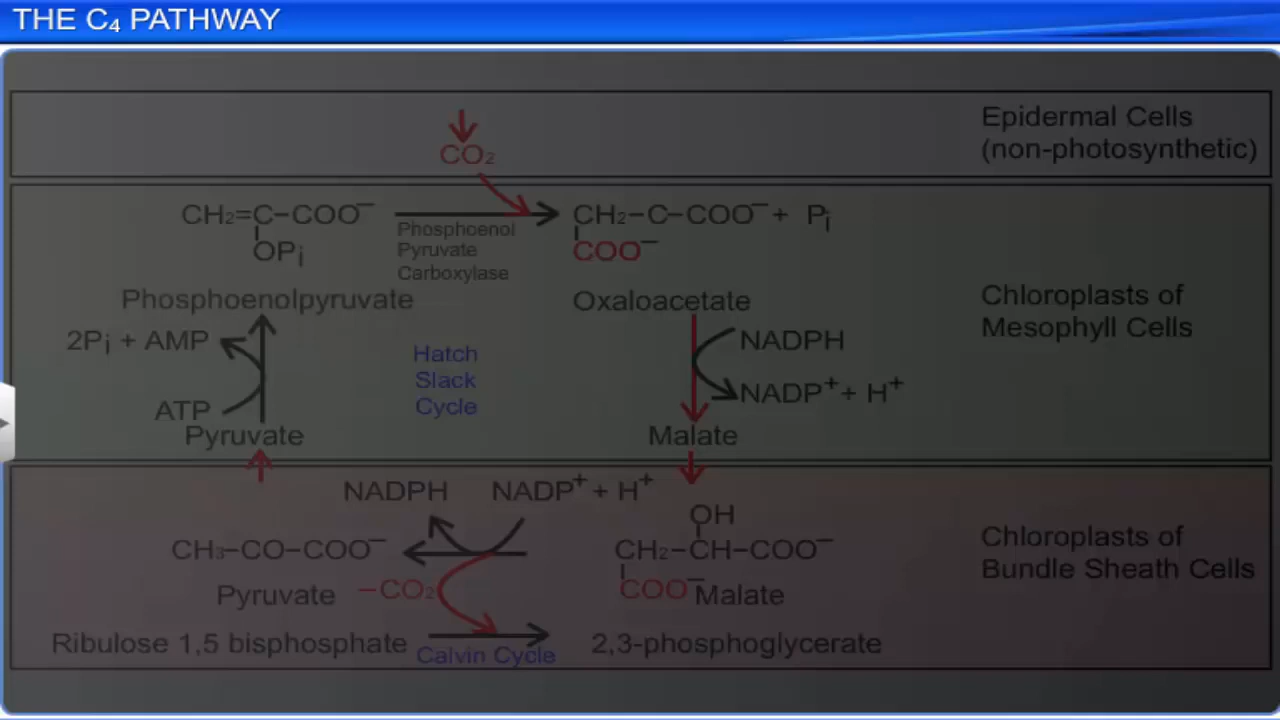 THE C₄ PATHWAY
Epidermal Cells
(non-photosynthetic)
CO₂
CH₂=C–COO⁻
OPᵢ
Phosphoenol
Pyruvate
Carboxylase
CH₂–C–COO⁻ + Pᵢ
COO⁻
Phosphoenolpyruvate
Oxaloacetate
Chloroplasts of
Mesophyll Cells
2Pᵢ + AMP
ATP
Pyruvate
Hatch
Slack
Cycle
NADPH
NADP⁺ + H⁺
Malate
NADPH
NADP⁺ + H⁺
OH
CH₃–CO–COO⁻
CH₂–CH–COO⁻
COO⁻
Pyruvate
–CO₂
Malate
Chloroplasts of
Bundle Sheath Cells
Ribulose 1,5 bisphosphate
Calvin Cycle
2,3-phosphoglycerate